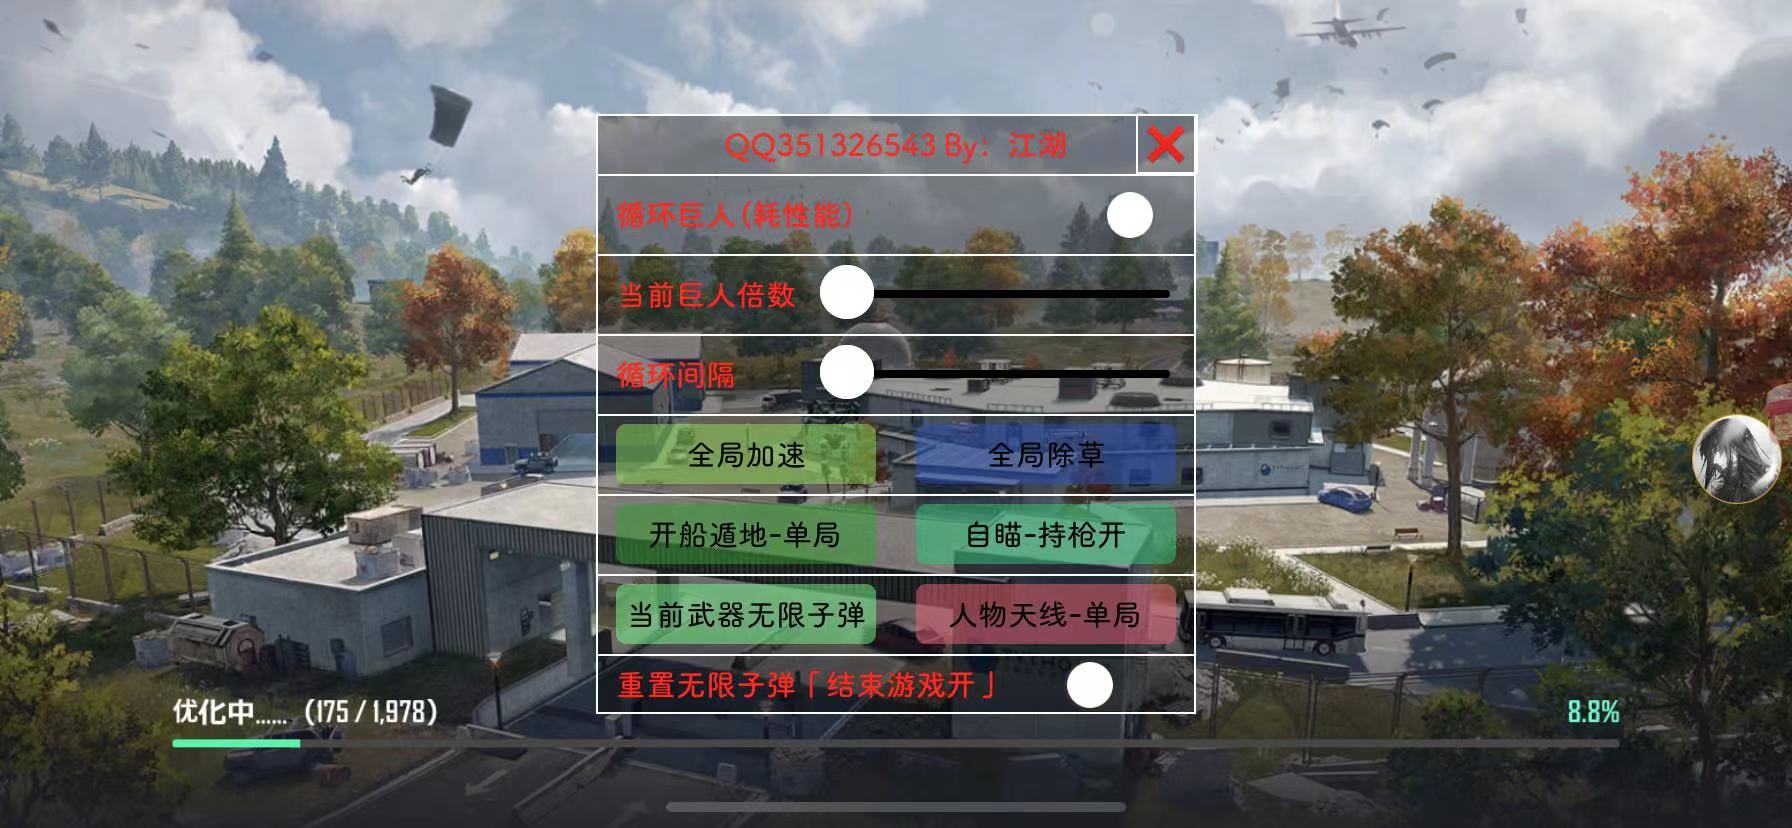 QQ351326543 By：江湖
循环巨人(耗性能)
当前巨人倍数
循环间隔
全局加速
全局除草
开船遁地-单局
自瞄-持枪开
当前武器无限子弹
人物天线-单局
重置无限子弹「结束游戏开」
优化中......（175 / 1,978）
8.8%